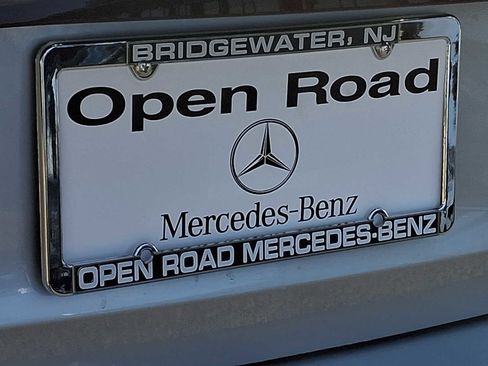 BRIDGEWATER, NJ
Open Road
Mercedes-Benz
OPEN ROAD MERCEDES-BENZ